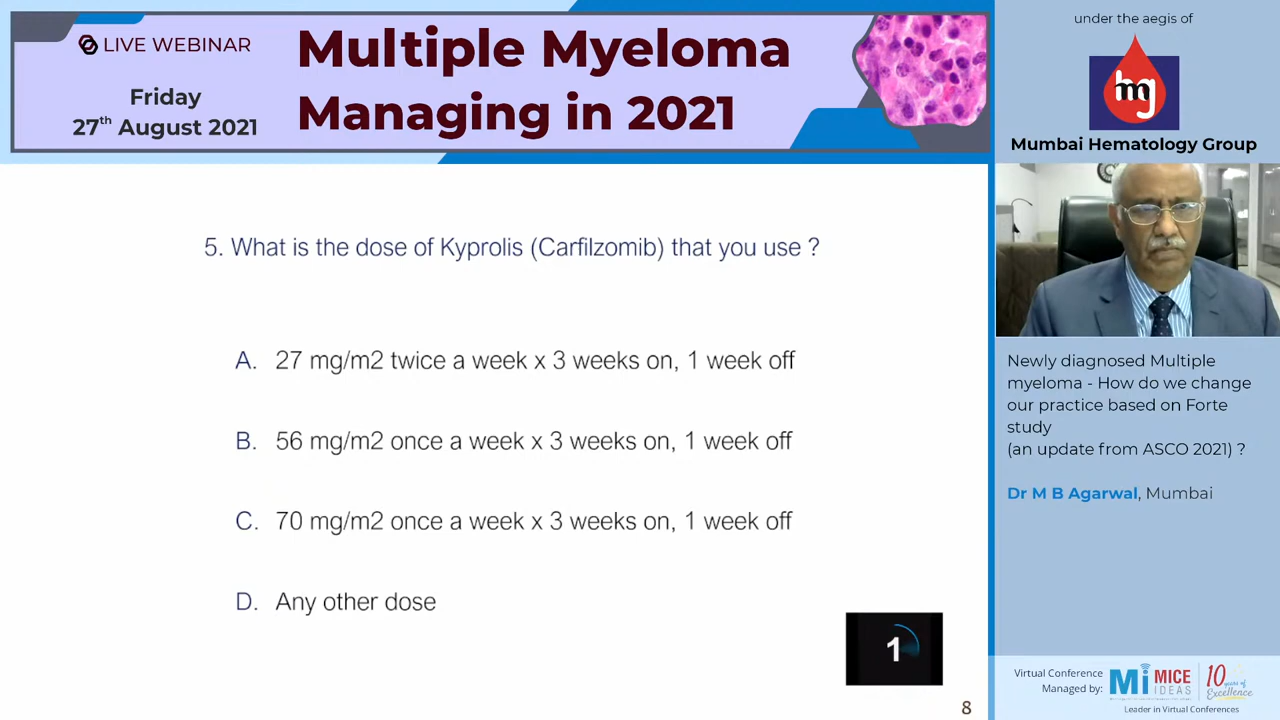 LIVE WEBINAR
Friday
27th August 2021
Multiple Myeloma
Managing in 2021
under the aegis of
hmg
Mumbai Hematology Group
5. What is the dose of Kyprolis (Carfilzomib) that you use ?
A. 27 mg/m2 twice a week x 3 weeks on, 1 week off
B. 56 mg/m2 once a week x 3 weeks on, 1 week off
C. 70 mg/m2 once a week x 3 weeks on, 1 week off
D. Any other dose
1
8
Newly diagnosed Multiple
myeloma - How do we change
our practice based on Forte
study
(an update from ASCO 2021) ?
Dr M B Agarwal, Mumbai
Virtual Conference
Managed by:
Mi MICE
IDEAS
10 years of
Excellence
Leader in Virtual Conferences